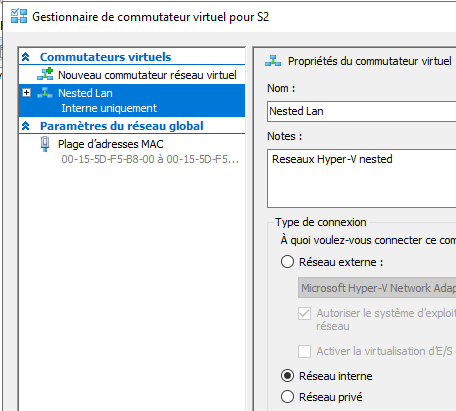 Gestionnaire de commutateur virtuel pour S2
Commutateurs virtuels
Nouveau commutateur réseau virtuel
Nested Lan
Interne uniquement
Paramètres du réseau global
Plage d'adresses MAC
00-15-5D-F5-B8-00 à 00-15-5D-F5...
Propriétés du commutateur virtuel
Nom :
Nested Lan
Notes :
Reseaux Hyper-V nested
Type de connexion
À quoi voulez-vous connecter ce com
Réseau externe :
Microsoft Hyper-V Network Adap
Autoriser le système d'exploit
réseau
Activer la virtualisation d'E/S
Réseau interne
Réseau privé